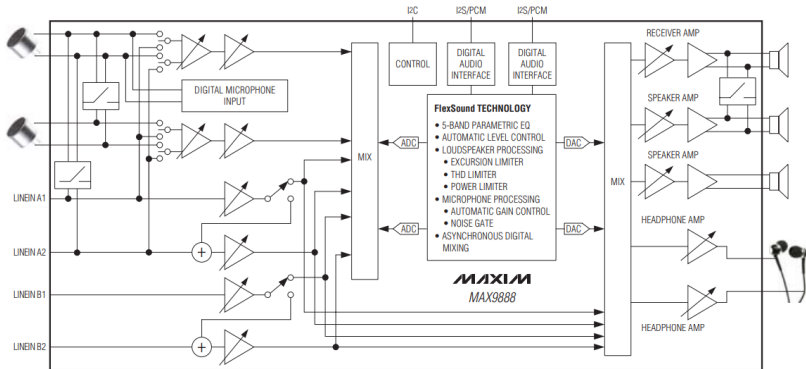 I²C
I²S/PCM
I²S/PCM
RECEIVER AMP
CONTROL
DIGITAL
AUDIO
INTERFACE
DIGITAL
AUDIO
INTERFACE
DIGITAL MICROPHONE
INPUT
FlexSound TECHNOLOGY
• 5-BAND PARAMETRIC EQ
• AUTOMATIC LEVEL CONTROL
• LOUDSPEAKER PROCESSING
• EXCURSION LIMITER
• THD LIMITER
• POWER LIMITER
• MICROPHONE PROCESSING
• AUTOMATIC GAIN CONTROL
• NOISE GATE
• ASYNCHRONOUS DIGITAL
MIXING
SPEAKER AMP
MIX
ADC
DAC
MIX
SPEAKER AMP
LINEIN A1
ADC
DAC
HEADPHONE AMP
LINEIN A2
+
MAXIM
MAX9888
LINEIN B1
HEADPHONE AMP
LINEIN B2
+